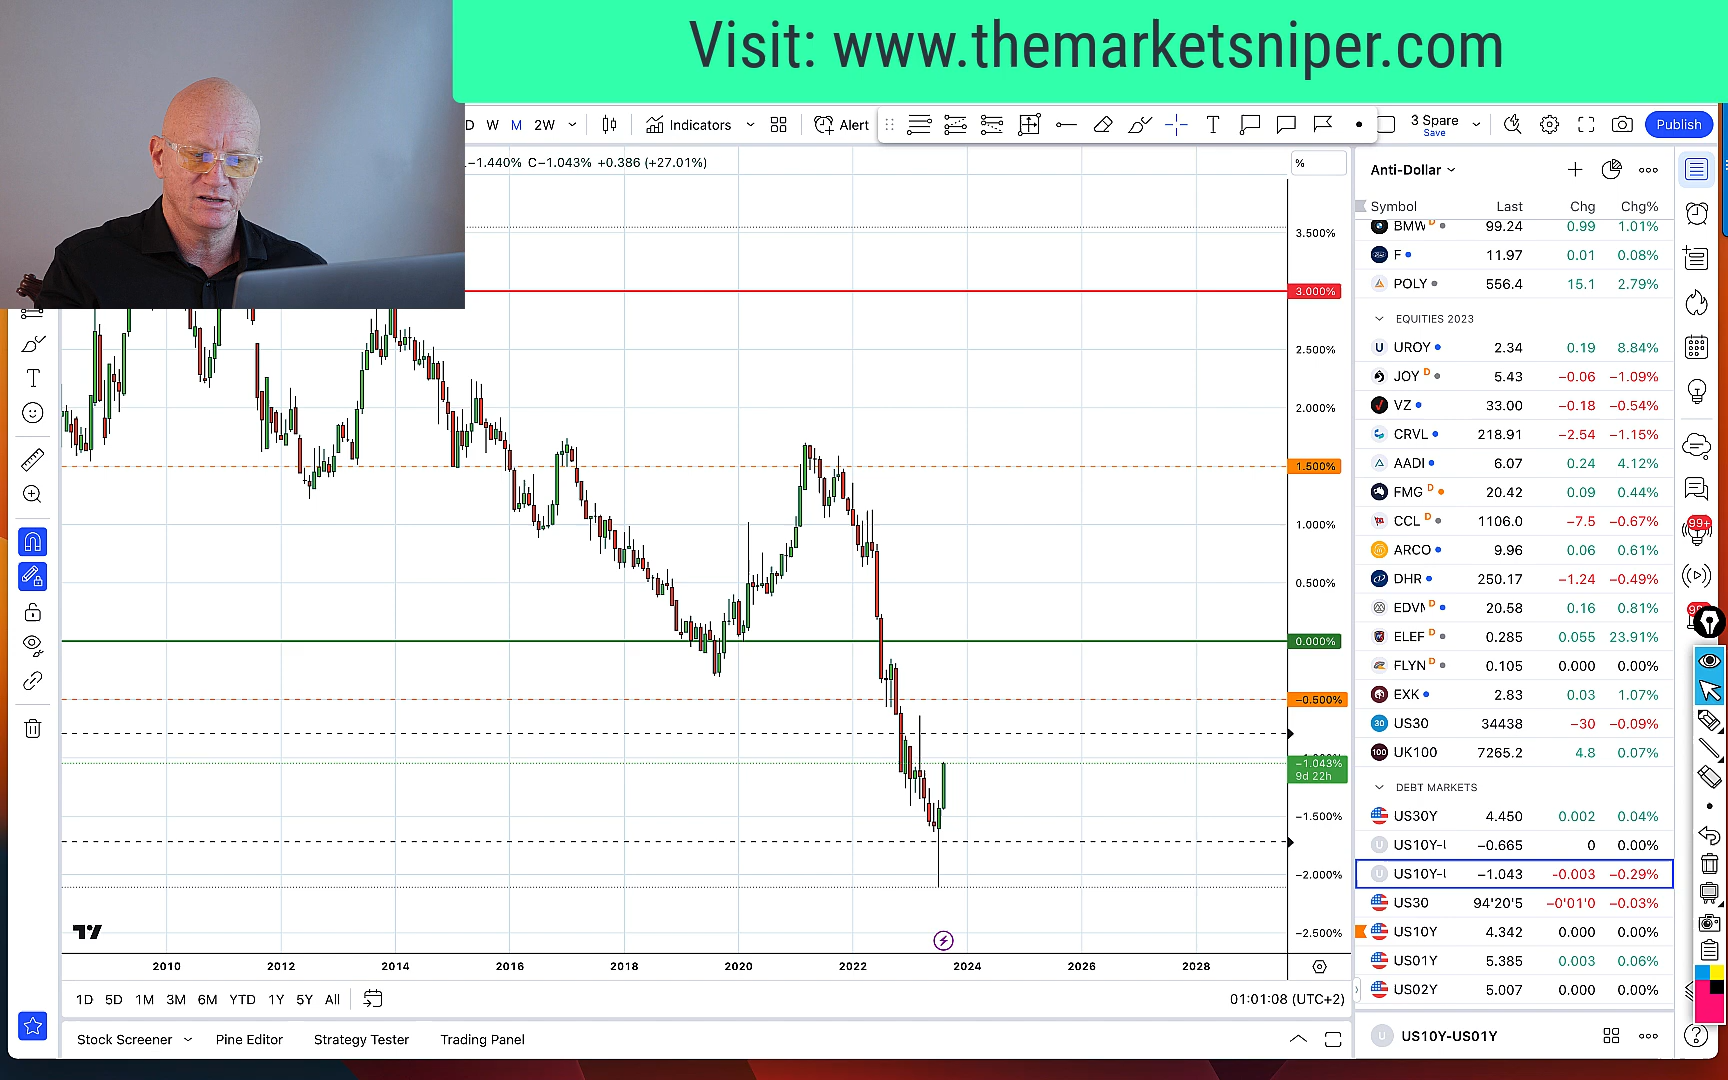 Visit: www.themarketsniper.com
D W M 2W Indicators Alert T 3 Spare Save Publish
−1.440% C−1.043% +0.386 (+27.01%) %
Anti-Dollar
Symbol Last Chg Chg%
BMW D 99.24 0.99 1.01%
F 11.97 0.01 0.08%
POLY 556.4 15.1 2.79%
EQUITIES 2023
UROY 2.34 0.19 8.84%
JOY D 5.43 −0.06 −1.09%
VZ 33.00 −0.18 −0.54%
CRVL 218.91 −2.54 −1.15%
AADI 6.07 0.24 4.12%
FMG D 20.42 0.09 0.44%
CCL D 1106.0 −7.5 −0.67%
ARCO 9.96 0.06 0.61%
DHR 250.17 −1.24 −0.49%
EDVN D 20.58 0.16 0.81%
ELEF D 0.285 0.055 23.91%
FLYN D 0.105 0.000 0.00%
EXK 2.83 0.03 1.07%
30 US30 34438 −30 −0.09%
100 UK100 7265.2 4.8 0.07%
DEBT MARKETS
US30Y 4.450 0.002 0.04%
U US10Y-U −0.665 0 0.00%
U US10Y-U −1.043 −0.003 −0.29%
US30 94'20'5 −0'01'0 −0.03%
US10Y 4.342 0.000 0.00%
US01Y 5.385 0.003 0.06%
US02Y 5.007 0.000 0.00%
U US10Y-US01Y
3.500%
3.000%
2.500%
2.000%
1.500%
1.000%
0.500%
0.000%
−0.500%
−1.043%
9d 22h
−1.500%
−2.000%
−2.500%
99+
2010 2012 2014 2016 2018 2020 2022 2024 2026 2028
1D 5D 1M 3M 6M YTD 1Y 5Y All 01:01:08 (UTC+2)
Stock Screener Pine Editor Strategy Tester Trading Panel